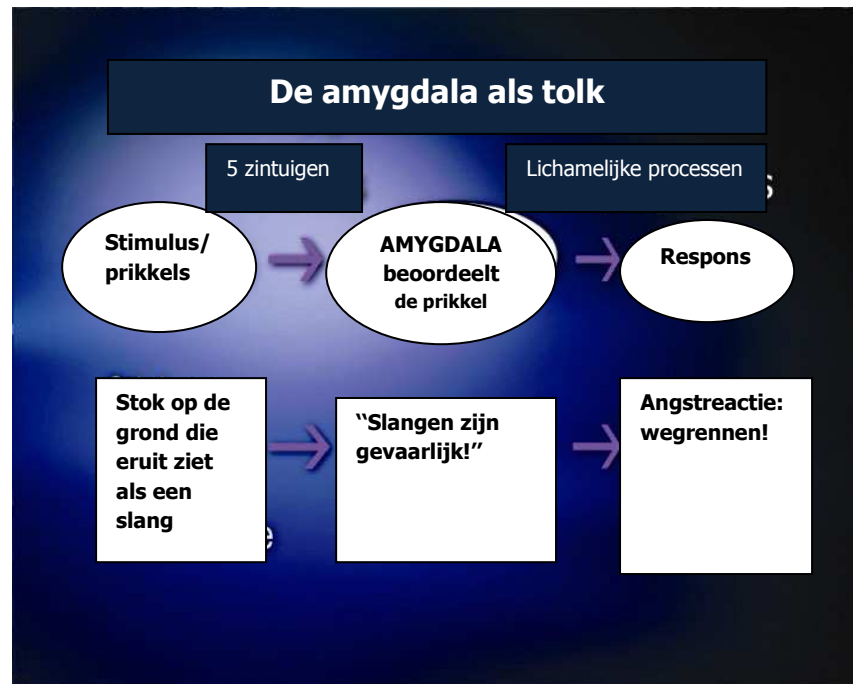 De amygdala als tolk
5 zintuigen
Lichamelijke processen
Stimulus/
prikkels
AMYGDALA
beoordeelt
de prikkel
Respons
Stok op de
grond die
eruit ziet
als een
slang
“Slangen zijn
gevaarlijk!”
Angstreactie:
wegrennen!